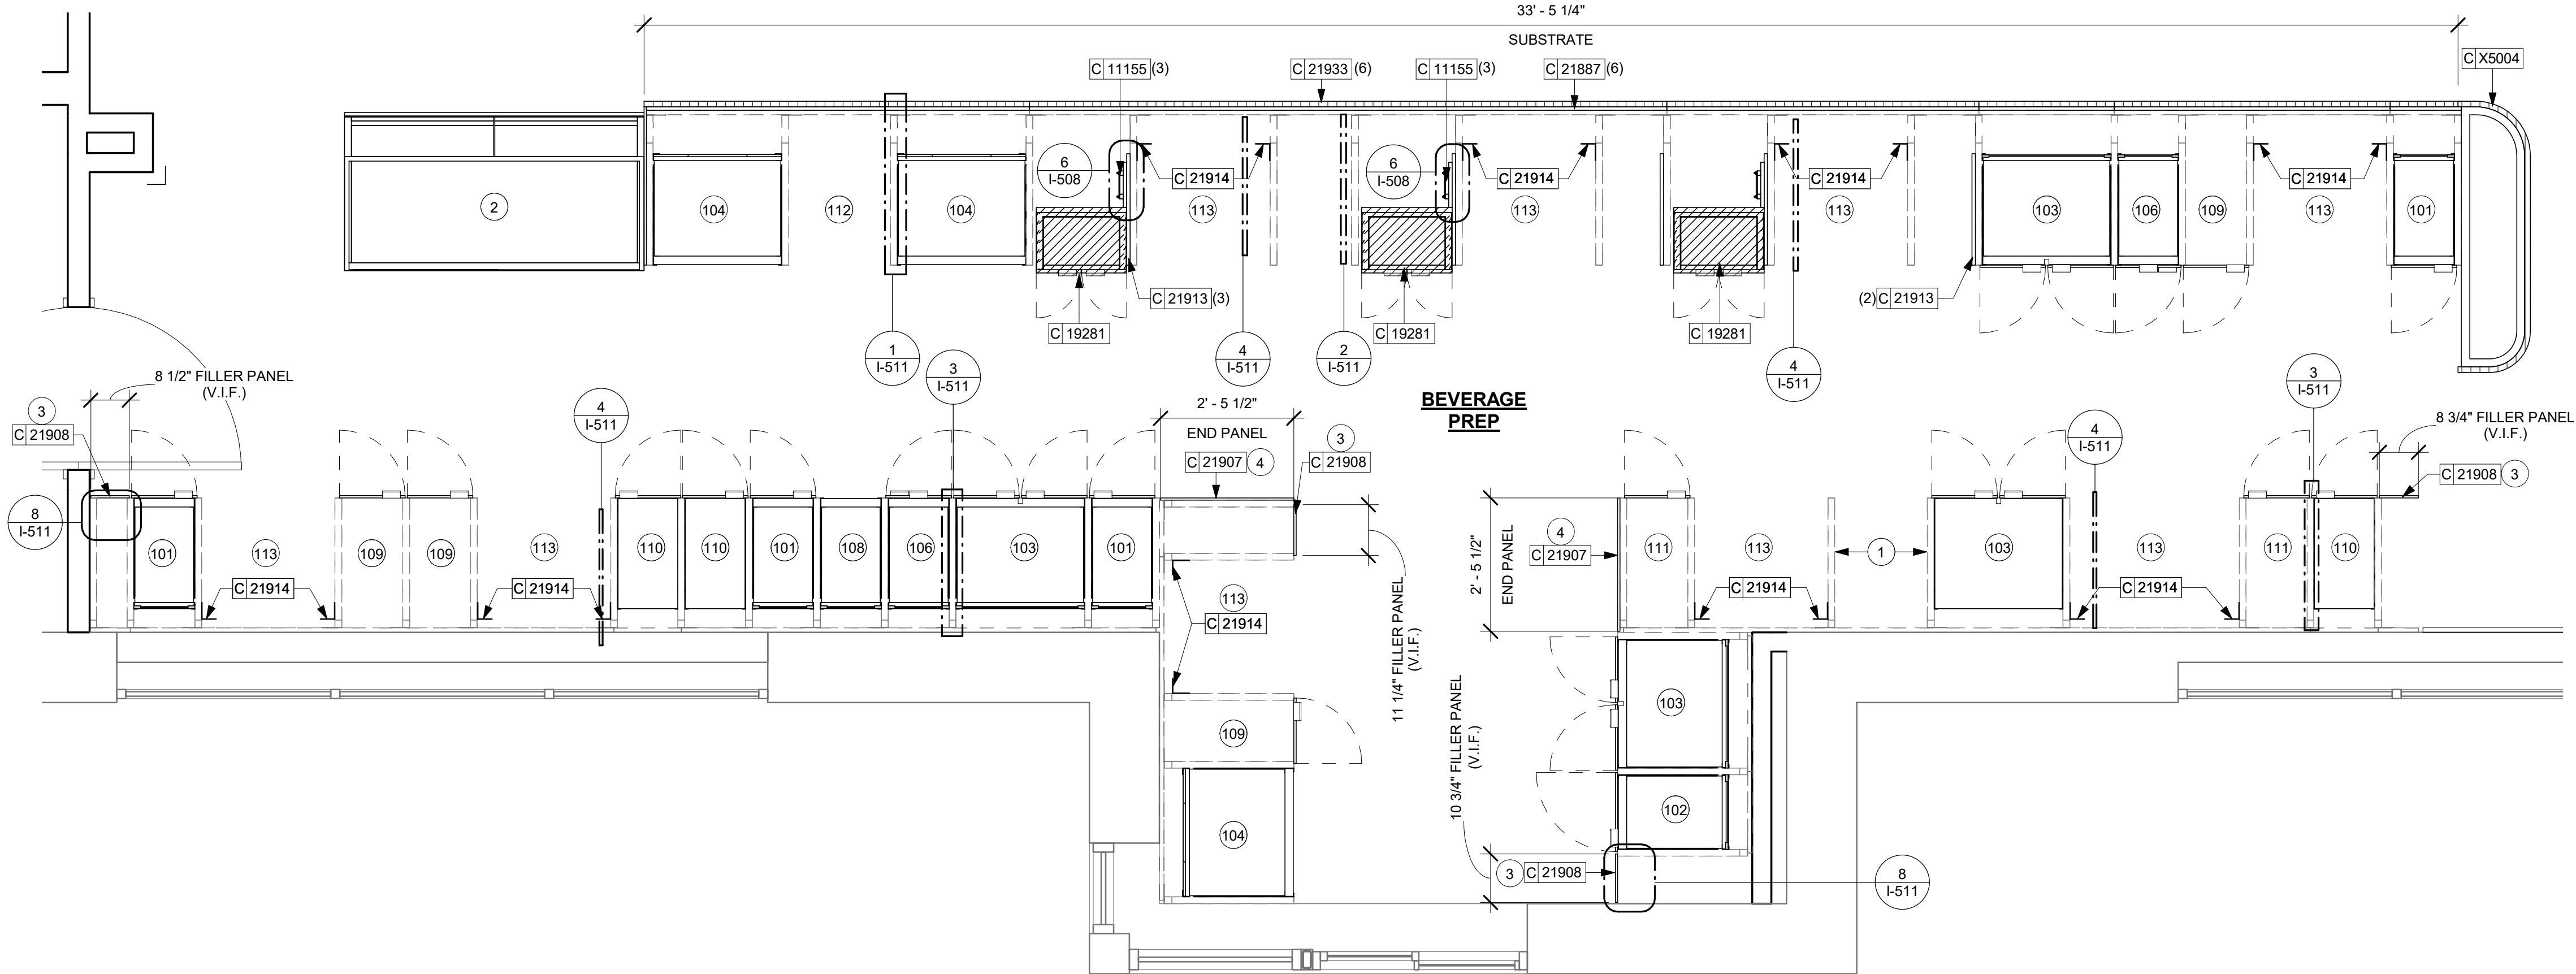 33' - 5 1/4"
SUBSTRATE
C 11155 (3)
C 21933 (6)
C 11155 (3)
C 21887 (6)
C X5004
6
I-508
6
I-508
C 21914
C 21914
C 21914
C 21914
2
104
112
104
113
113
113
103
106
109
113
101
C 21913 (3)
(2) C 21913
C 19281
C 19281
C 19281
1
I-511
4
I-511
2
I-511
4
I-511
3
I-511
3
I-511
8 1/2" FILLER PANEL
(V.I.F.)
3
C 21908
4
I-511
2' - 5 1/2"
END PANEL
C 21907 4
3
C 21908
BEVERAGE
PREP
4
I-511
8 3/4" FILLER PANEL
(V.I.F.)
C 21908 3
8
I-511
101
113
109
109
113
110
110
101
108
106
103
101
C 21914
C 21914
113
C 21914
11 1/4" FILLER PANEL
(V.I.F.)
2' - 5 1/2"
END PANEL
4
C 21907
111
113
1
103
113
111
110
C 21914
C 21914
109
104
103
102
10 3/4" FILLER PANEL
(V.I.F.)
3 C 21908
8
I-511